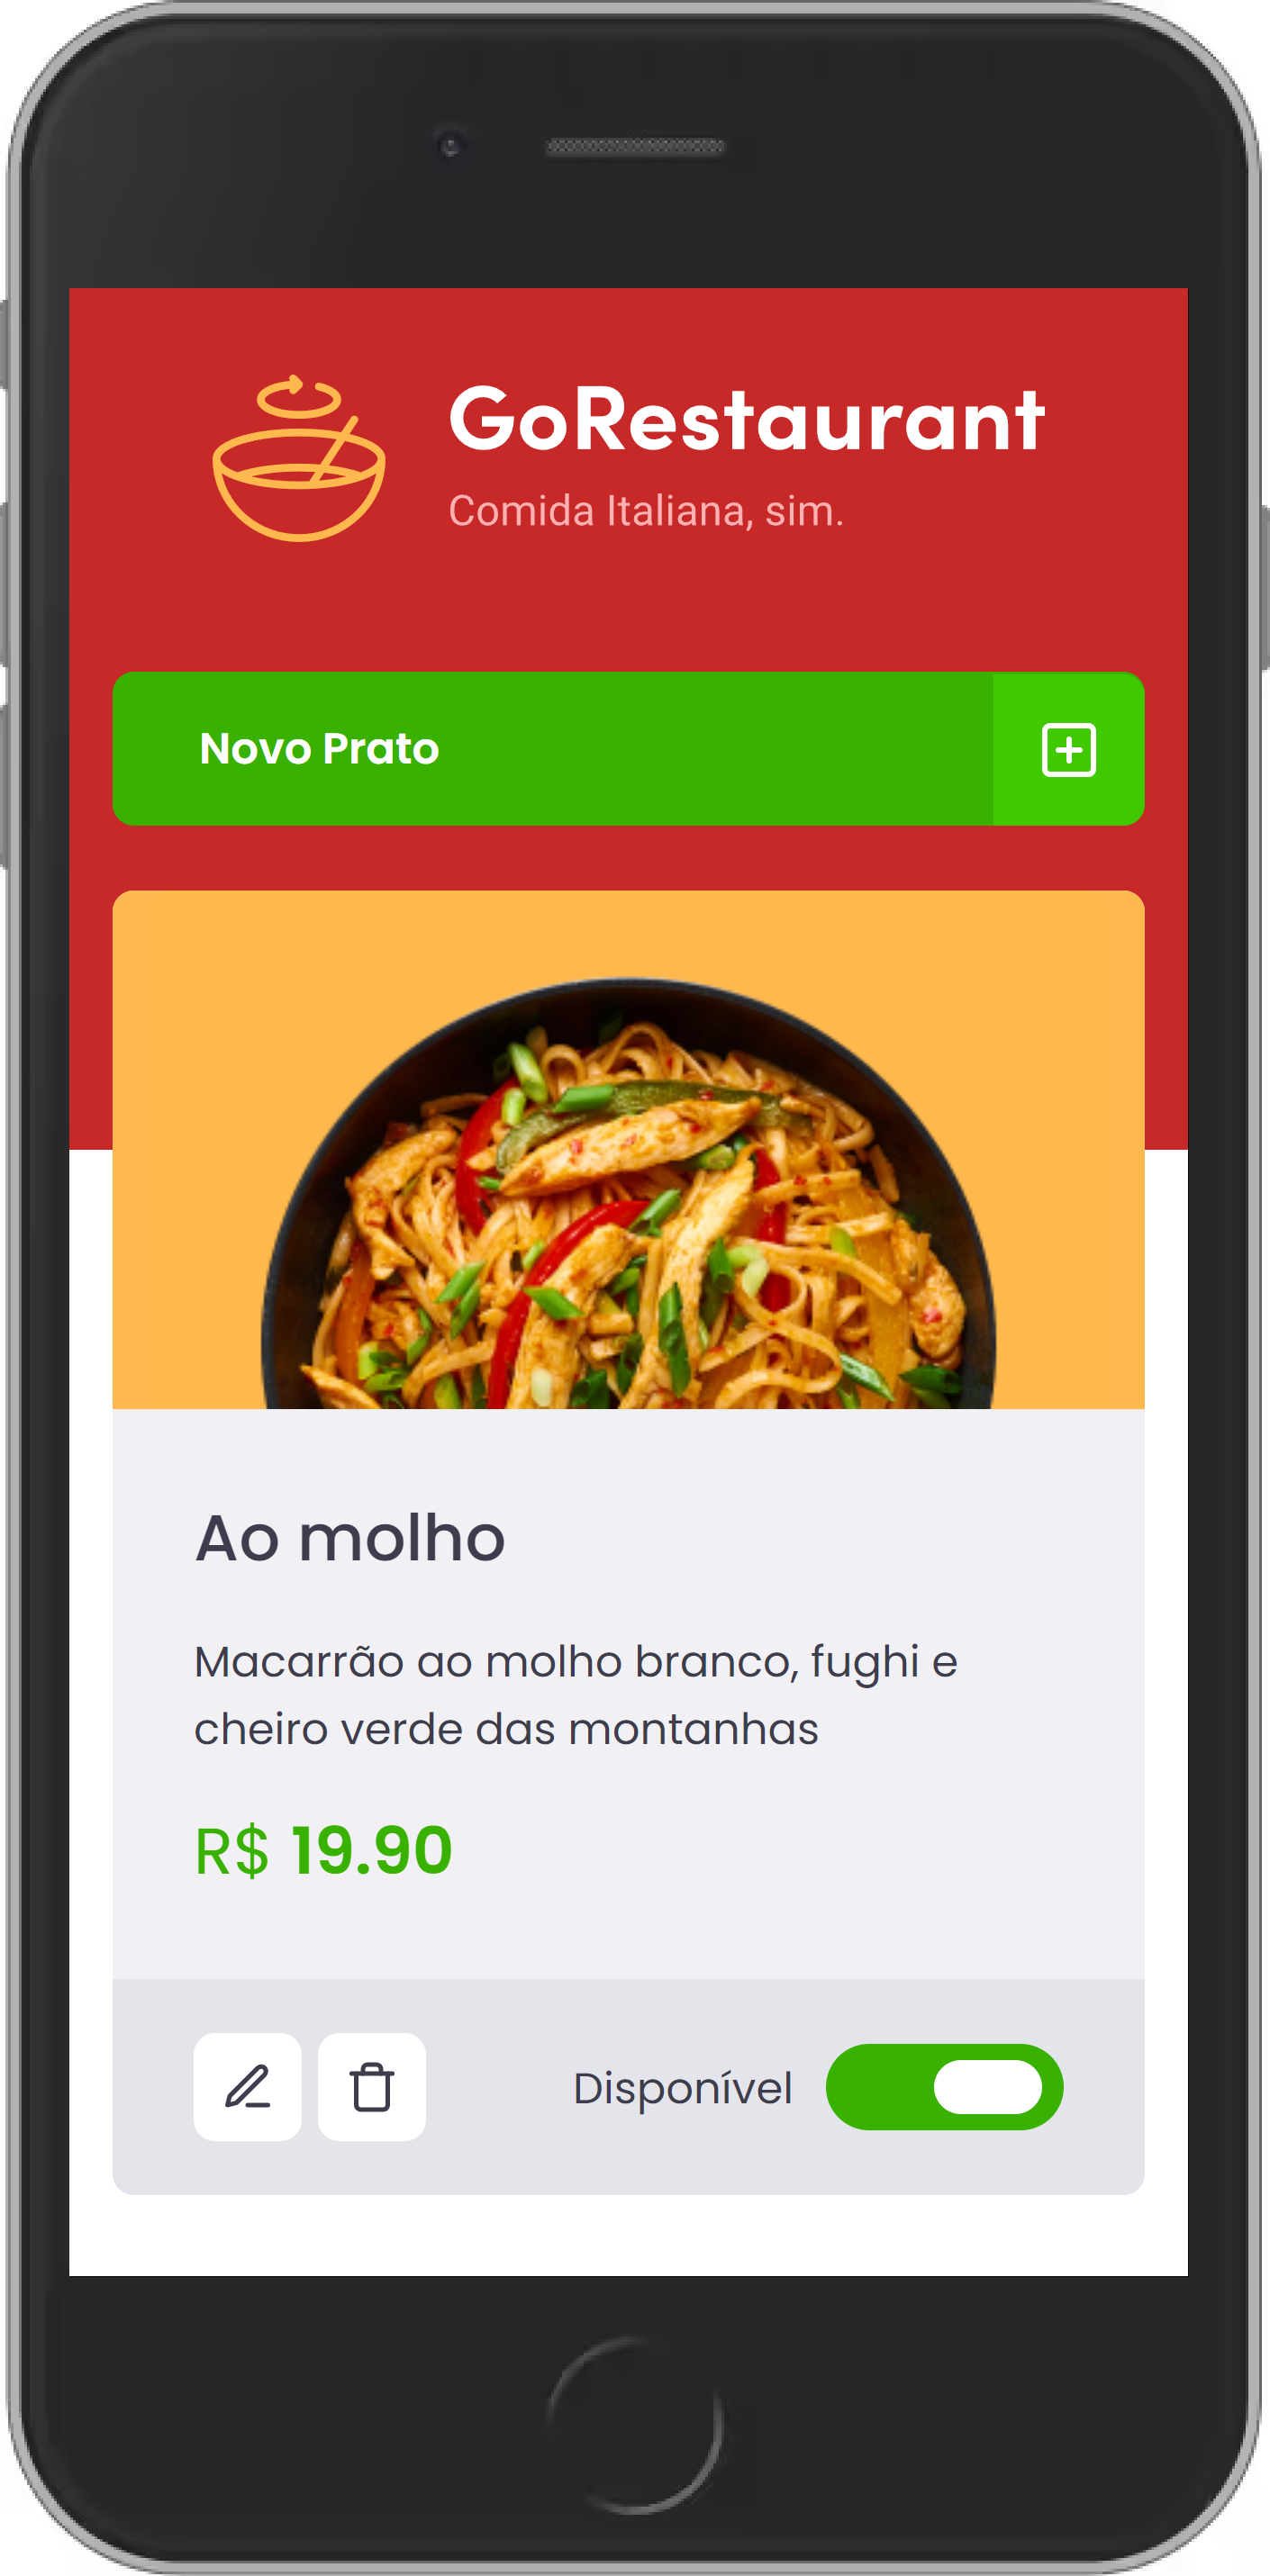 GoRestaurant
Comida Italiana, sim.
Novo Prato
Ao molho
Macarrão ao molho branco, fughi e
cheiro verde das montanhas
R$ 19.90
Disponível